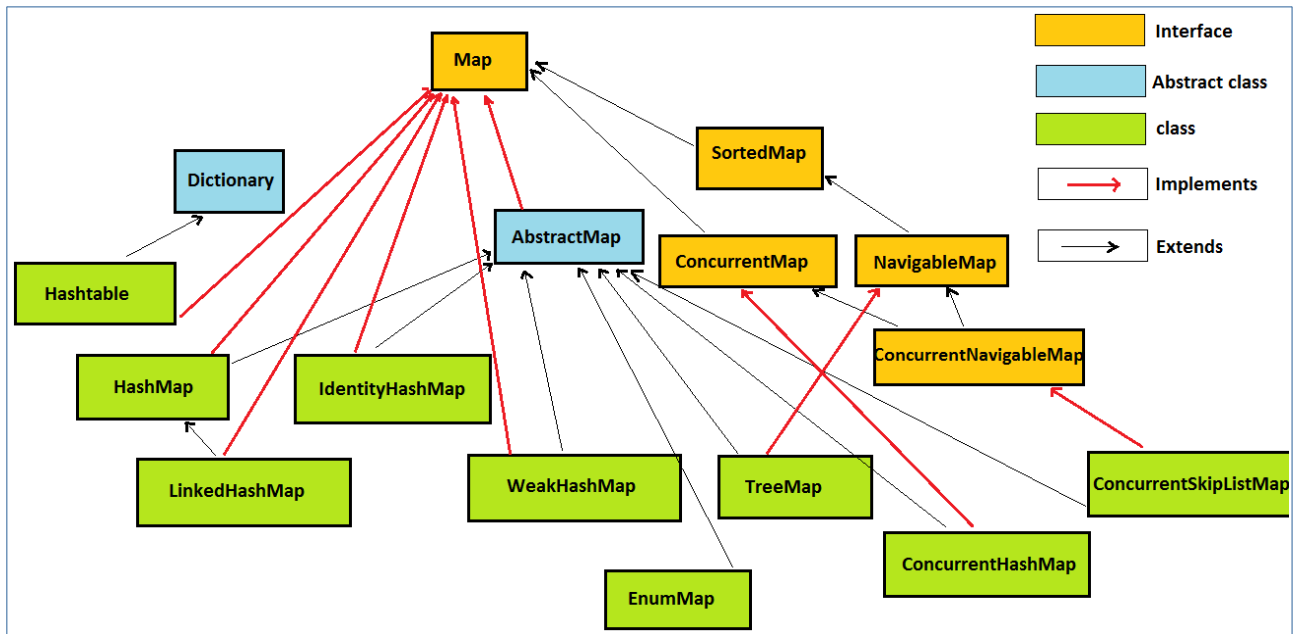 Map
Interface
Abstract class
class
SortedMap
Dictionary
Implements
AbstractMap
ConcurrentMap
NavigableMap
Extends
Hashtable
ConcurrentNavigableMap
HashMap
IdentityHashMap
LinkedHashMap
WeakHashMap
TreeMap
ConcurrentSkipListMap
ConcurrentHashMap
EnumMap